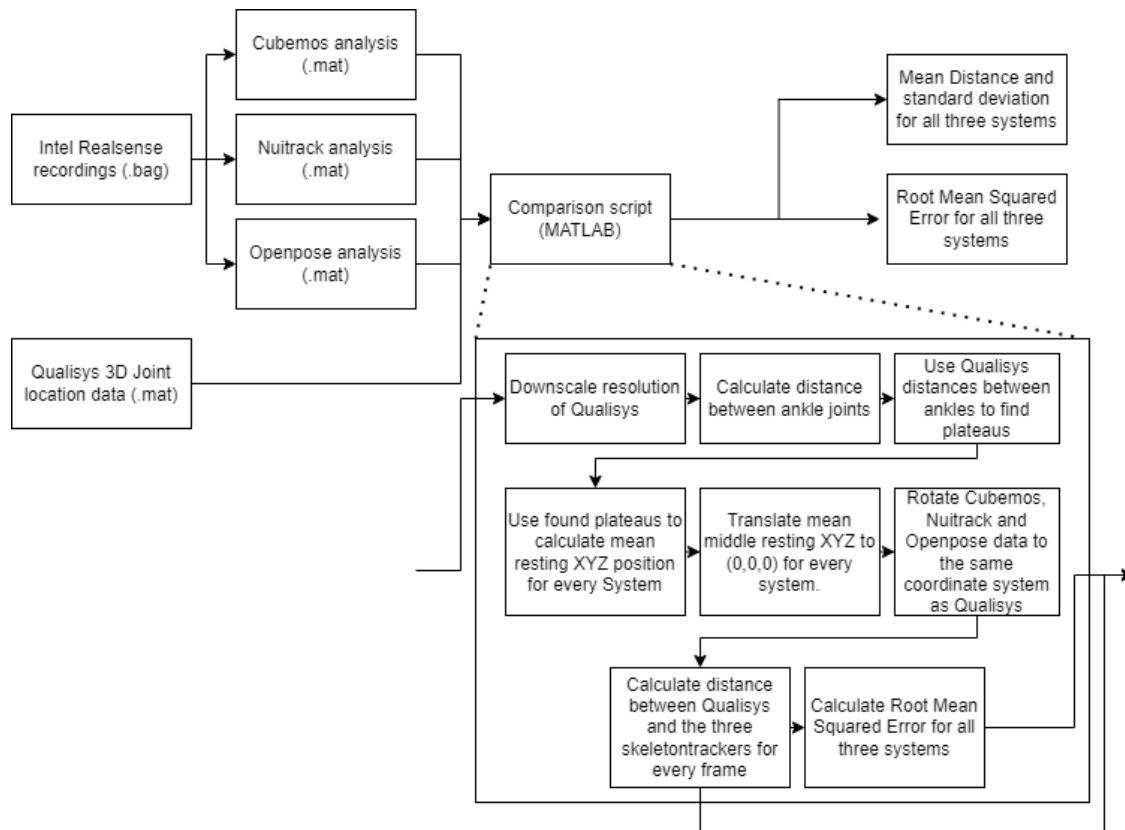 Cubemos analysis
(.mat)
Intel Realsense
recordings (.bag)
Nuitrack analysis
(.mat)
Openpose analysis
(.mat)
Qualisys 3D Joint
location data (.mat)
Comparison script
(MATLAB)
Mean Distance and
standard deviation
for all three systems
Root Mean Squared
Error for all three
systems
Downscale resolution
of Qualisys
Calculate distance
between ankle joints
Use Qualisys
distances between
ankles to find
plateaus
Use found plateaus to
calculate mean
resting XYZ position
for every System
Translate mean
middle resting XYZ to
(0,0,0) for every
system.
Rotate Cubemos,
Nuitrack and
Openpose data to
the same
coordinate system
as Qualisys
Calculate distance
between Qualisys
and the three
skeletontrackers for
every frame
Calculate Root Mean
Squared Error for all
three systems